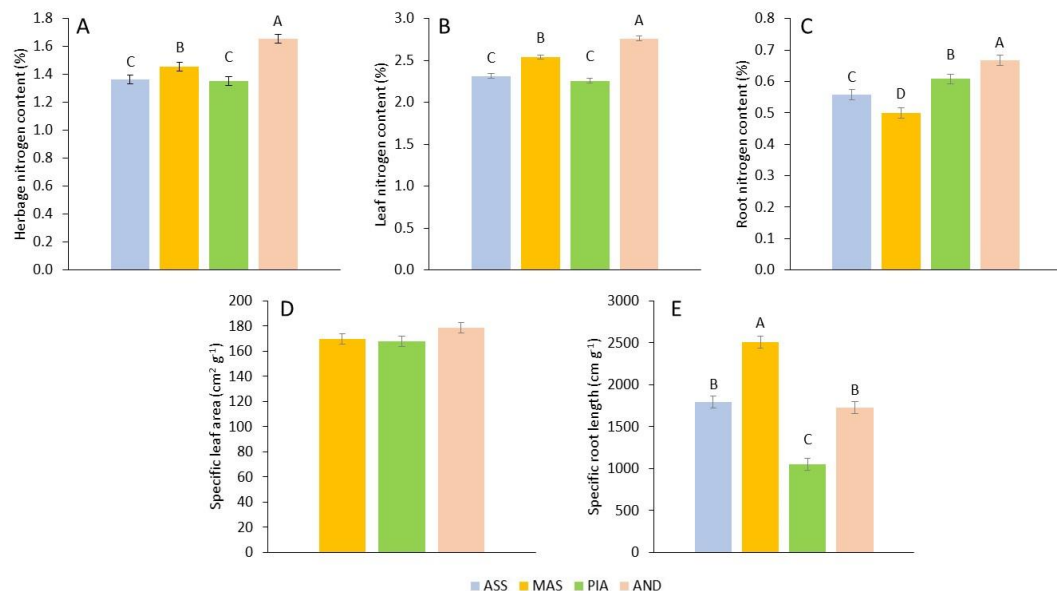 A
Herbage nitrogen content (%)
1.8
1.6
1.4
1.2
1.0
0.8
0.6
0.4
0.2
0.0
C
B
C
A
B
Leaf nitrogen content (%)
3.0
2.5
2.0
1.5
1.0
0.5
0.0
C
B
C
A
C
Root nitrogen content (%)
0.8
0.7
0.6
0.5
0.4
0.3
0.2
0.1
0.0
C
D
B
A
D
Specific leaf area (cm² g⁻¹)
200
180
160
140
120
100
80
60
40
20
0
E
Specific root length (cm g⁻¹)
3000
2500
2000
1500
1000
500
0
B
A
C
B
ASS MAS PIA AND